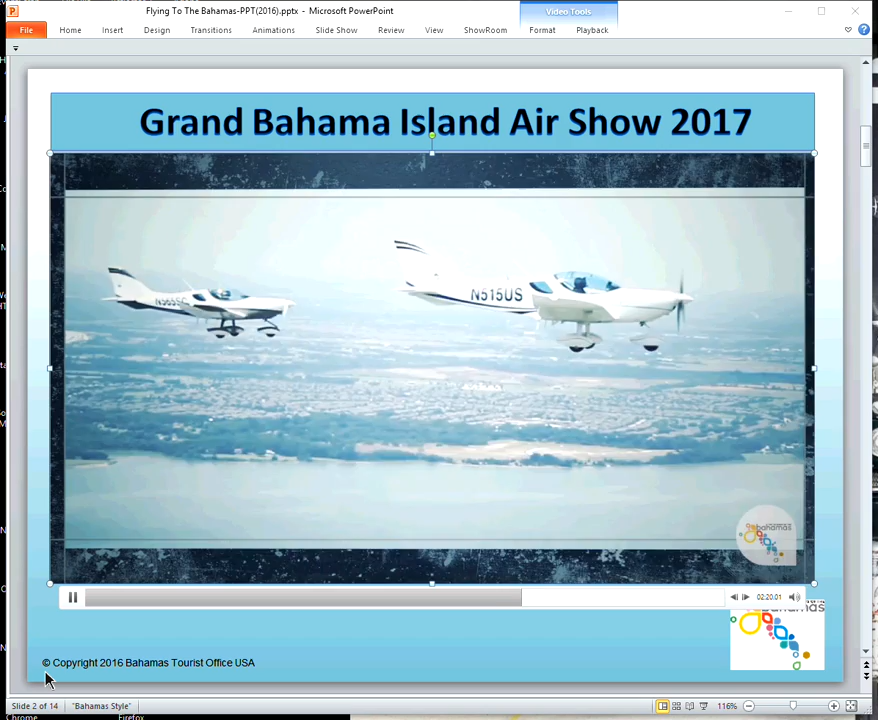 Flying To The Bahamas-PPT(2016).pptx - Microsoft PowerPoint
Video Tools
File Home Insert Design Transitions Animations Slide Show Review View ShowRoom Format Playback
Grand Bahama Island Air Show 2017
N515US
bahamas
02:20.01
bahamas
© Copyright 2016 Bahamas Tourist Office USA
Slide 2 of 14 "Bahamas Style" 116%
Chrome Firefox